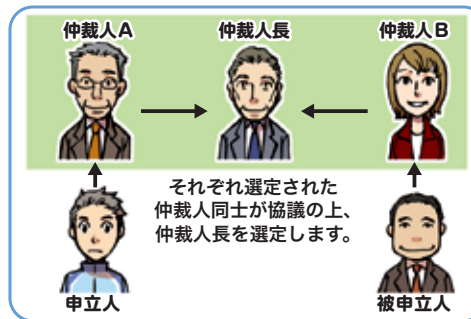 仲裁人A
仲裁人長
仲裁人B
それぞれ選定された
仲裁人同士が協議の上、
仲裁人長を選定します。
申立人
被申立人